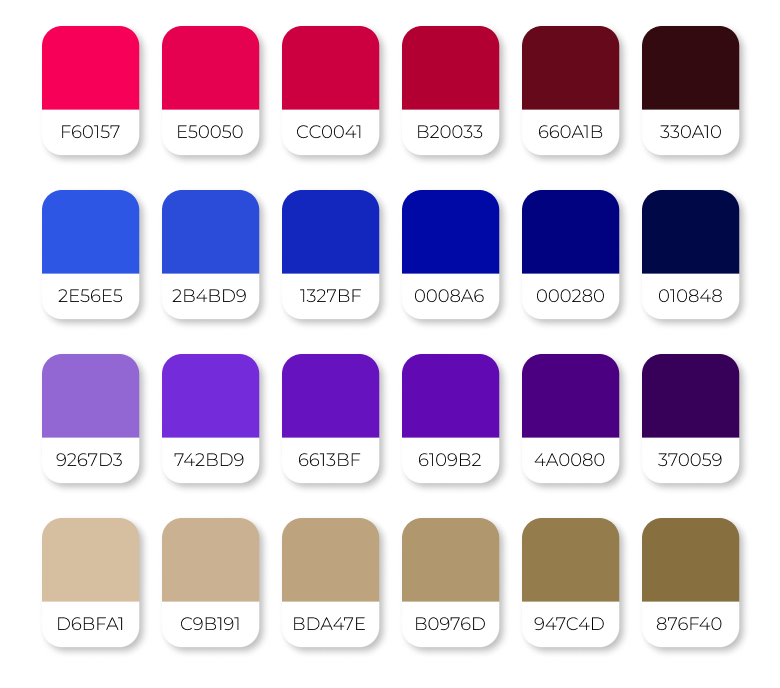 F60157 E50050 CC0041 B20033 660A1B 330A10
2E56E5 2B4BD9 1327BF 0008A6 000280 010848
9267D3 742BD9 6613BF 6109B2 4A0080 370059
D6BFA1 C9B191 BDA47E B0976D 947C4D 876F40